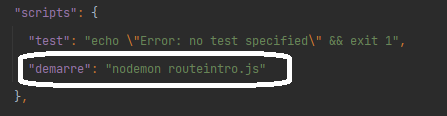 "scripts": {
"test": "echo \"Error: no test specified\" && exit 1",
"demarre": "nodemon routeintro.js"
},